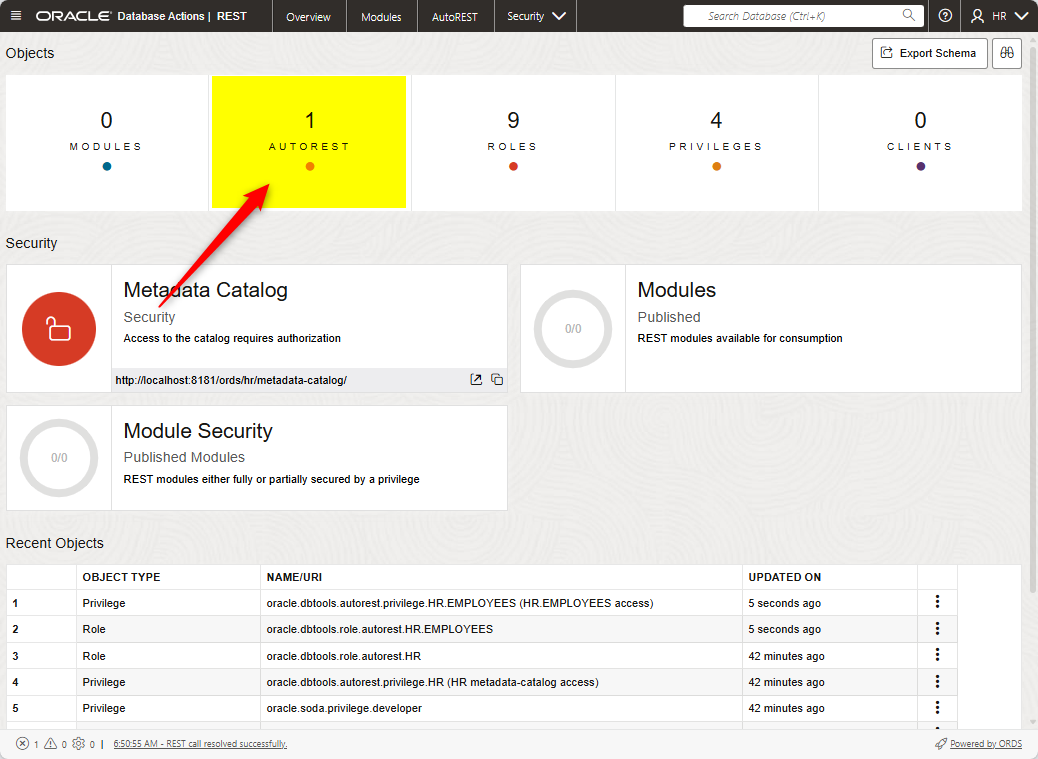 ORACLE Database Actions | REST Overview Modules AutoREST Security Search Database (Ctrl+K) HR
Objects Export Schema
0 1 9 4 0
MODULES AUTOREST ROLES PRIVILEGES CLIENTS
Security
Metadata Catalog
Security
Access to the catalog requires authorization
http://localhost:8181/ords/hr/metadata-catalog/
0/0
Modules
Published
REST modules available for consumption
0/0
Module Security
Published Modules
REST modules either fully or partially secured by a privilege
Recent Objects
OBJECT TYPE NAME/URI UPDATED ON
1 Privilege oracle.dbtools.autorest.privilege.HR.EMPLOYEES (HR.EMPLOYEES access) 5 seconds ago
2 Role oracle.dbtools.role.autorest.HR.EMPLOYEES 5 seconds ago
3 Role oracle.dbtools.role.autorest.HR 42 minutes ago
4 Privilege oracle.dbtools.autorest.privilege.HR (HR metadata-catalog access) 42 minutes ago
5 Privilege oracle.soda.privilege.developer 42 minutes ago
1 0 0 | 6:50:55 AM - REST call resolved successfully. Powered by ORDS